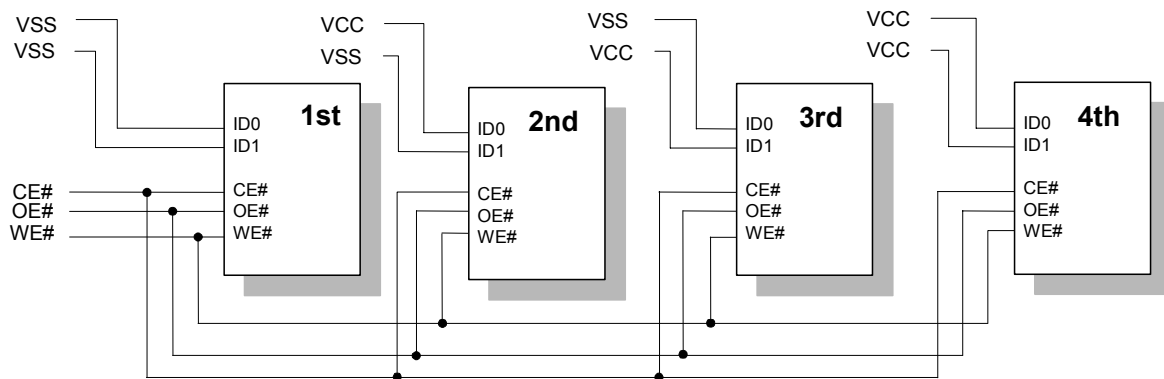 VSS
VSS
CE#
OE#
WE#
1st
ID0
ID1
CE#
OE#
WE#
VCC
VSS
2nd
ID0
ID1
CE#
OE#
WE#
VSS
VCC
3rd
ID0
ID1
CE#
OE#
WE#
VCC
VCC
4th
ID0
ID1
CE#
OE#
WE#